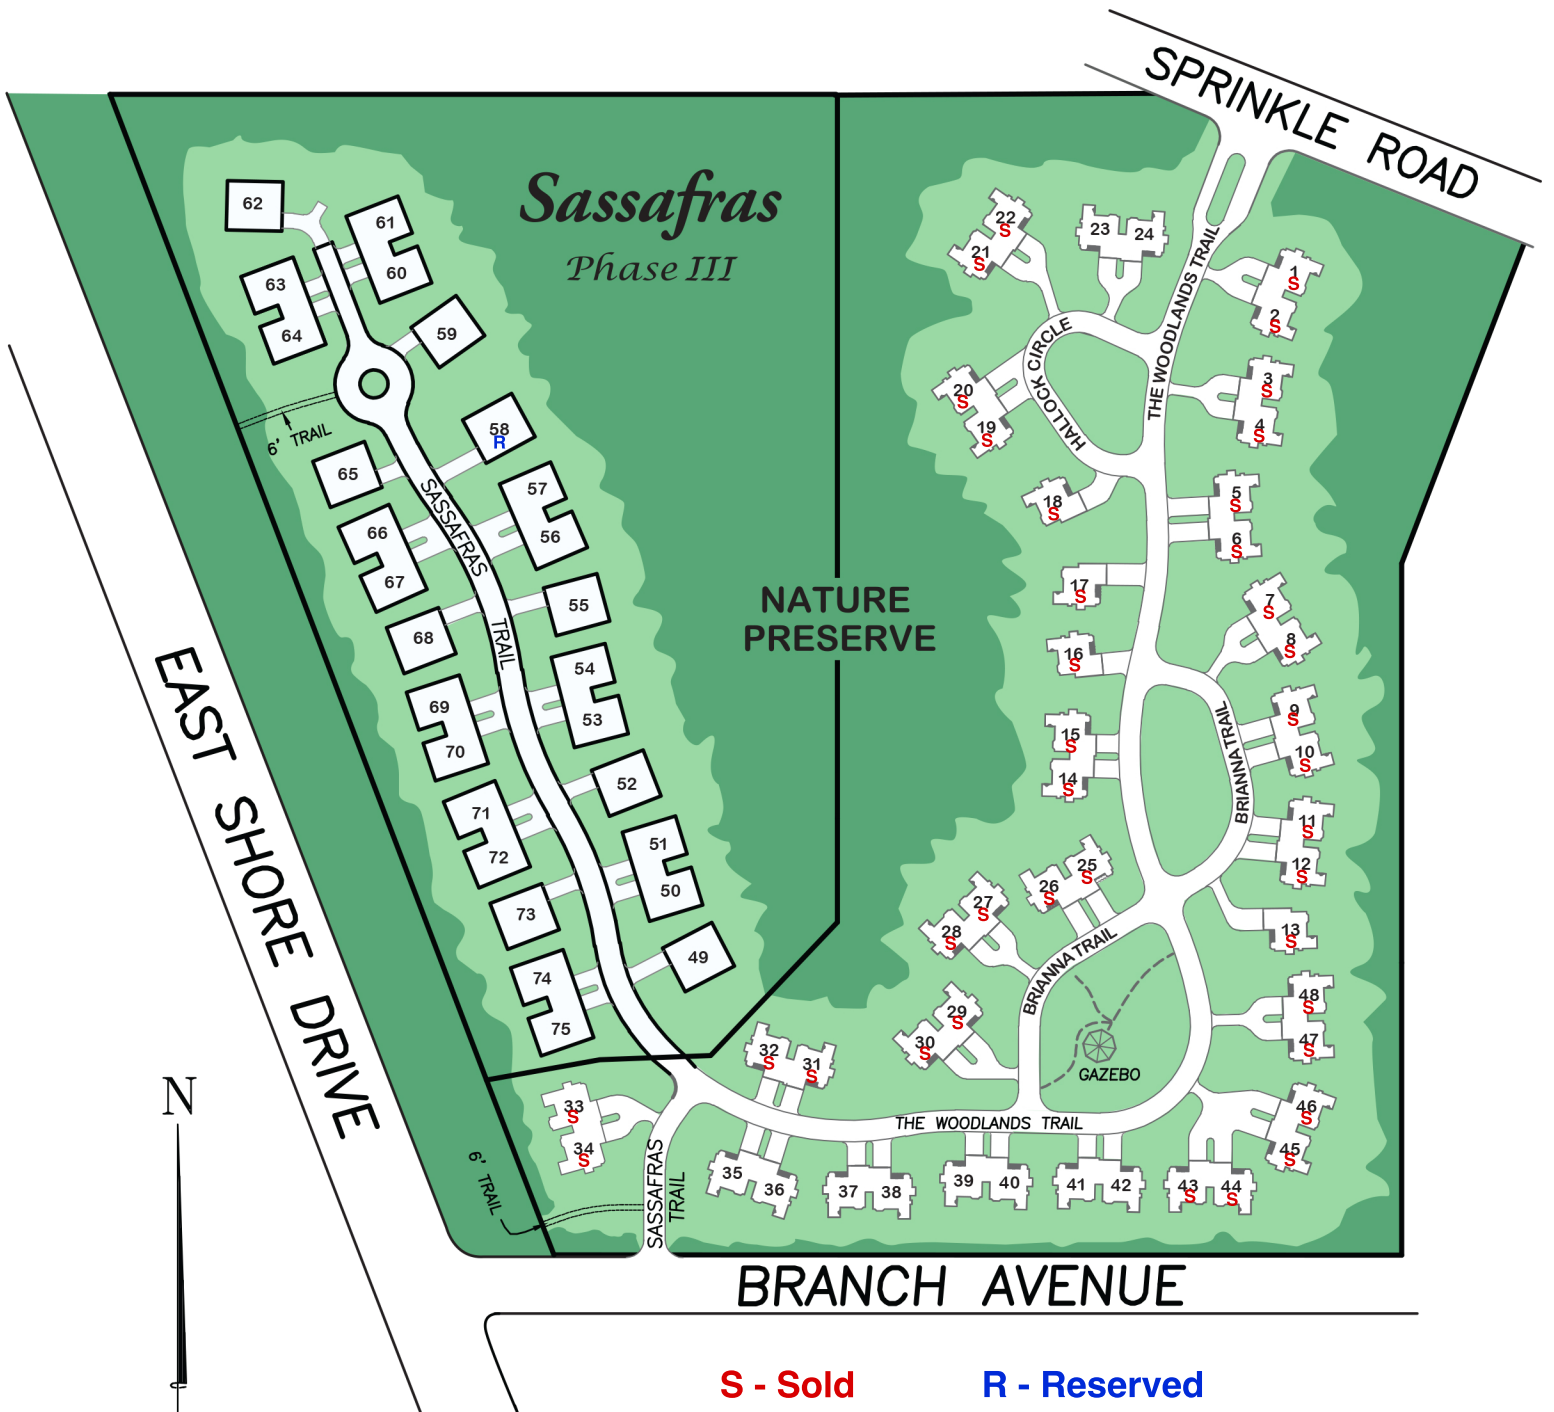 SPRINKLE ROAD
Sassafras
Phase III
NATURE
PRESERVE
62
61
60
63
64
59
6' TRAIL
58
R
65
57
56
66
67
SASSAFRAS
TRAIL
55
68
54
53
69
70
52
71
72
51
50
73
49
74
75
EAST SHORE DRIVE
22
S
21
S
23
24
THE WOODLANDS TRAIL
1
S
2
S
HALLOCK CIRCLE
3
S
4
S
20
S
19
S
18
S
5
S
6
S
17
S
16
S
7
S
8
S
15
S
14
S
BRIANNA TRAIL
9
S
10
S
11
S
12
S
25
S
26
S
27
S
28
S
13
S
BRIANNA TRAIL
29
S
30
S
48
S
47
S
GAZEBO
32
S
31
S
33
S
34
S
THE WOODLANDS TRAIL
46
S
45
S
35
36
37
38
39
40
41
42
43
S
44
S
6' TRAIL
SASSAFRAS
TRAIL
N
BRANCH AVENUE
S - Sold
R - Reserved